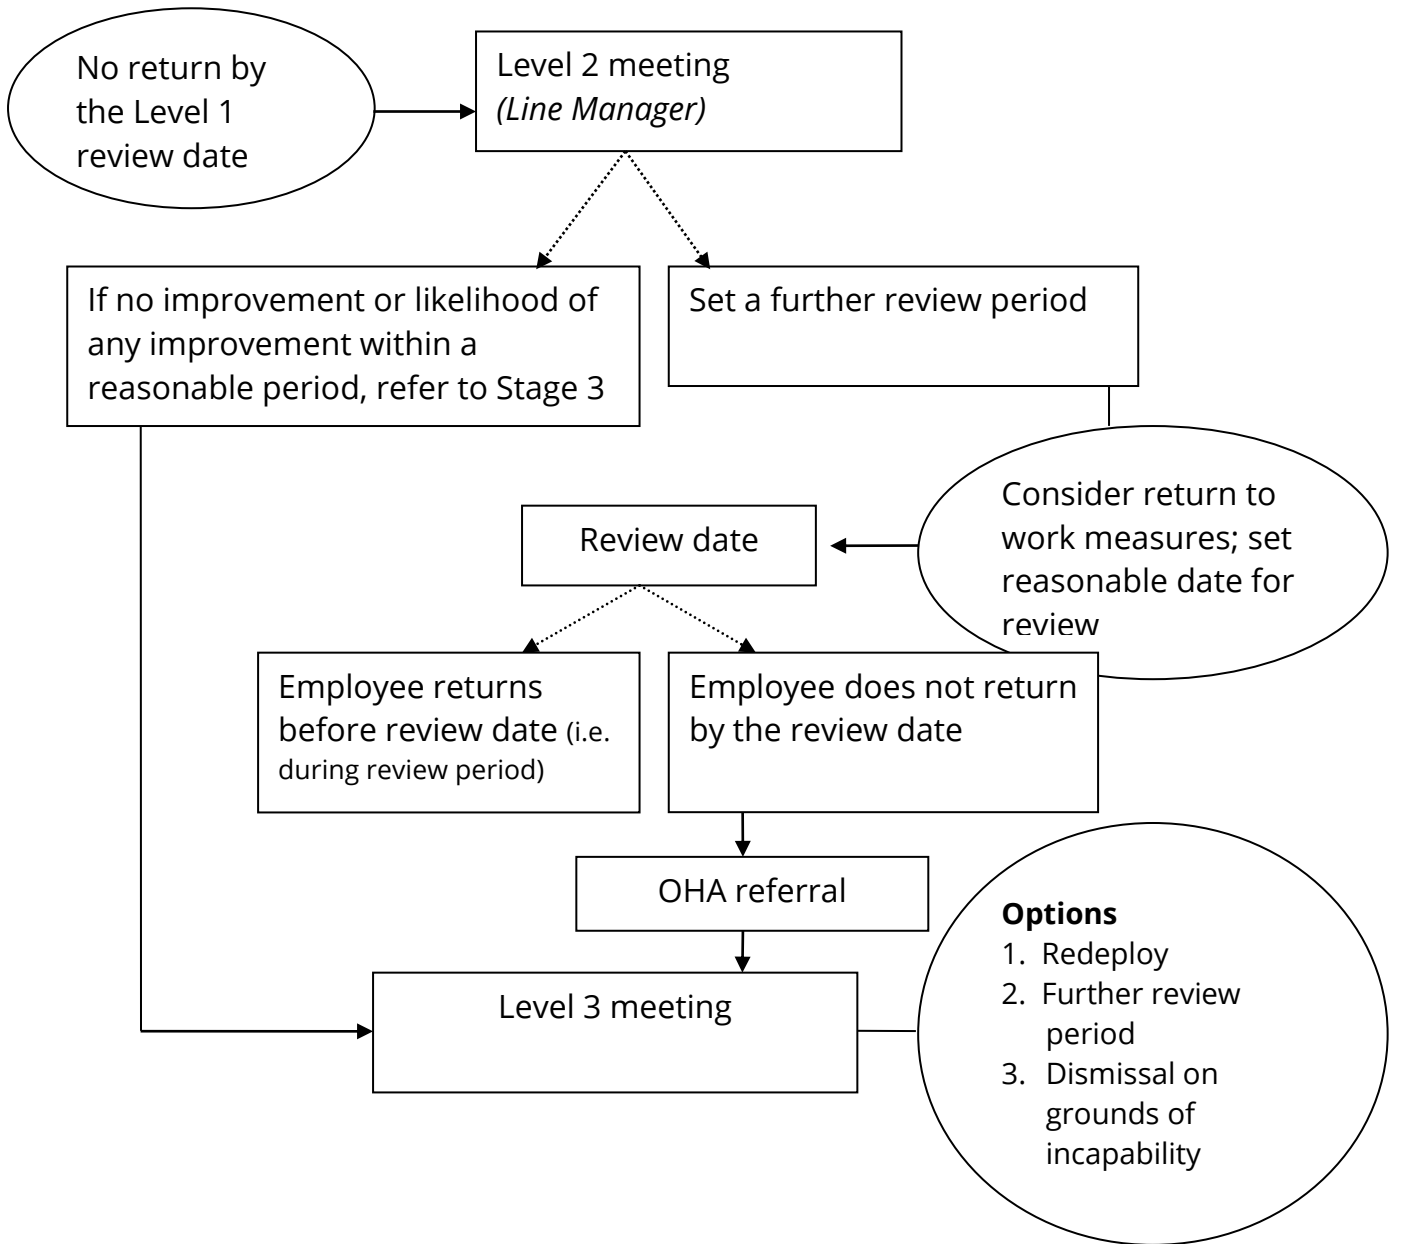 No return by
the Level 1
review date
Level 2 meeting
(Line Manager)
If no improvement or likelihood of
any improvement within a
reasonable period, refer to Stage 3
Set a further review period
Consider return to
work measures; set
reasonable date for
review
Review date
Employee returns
before review date (i.e.
during review period)
Employee does not return
by the review date
OHA referral
Level 3 meeting
Options
1. Redeploy
2. Further review
period
3. Dismissal on
grounds of
incapability